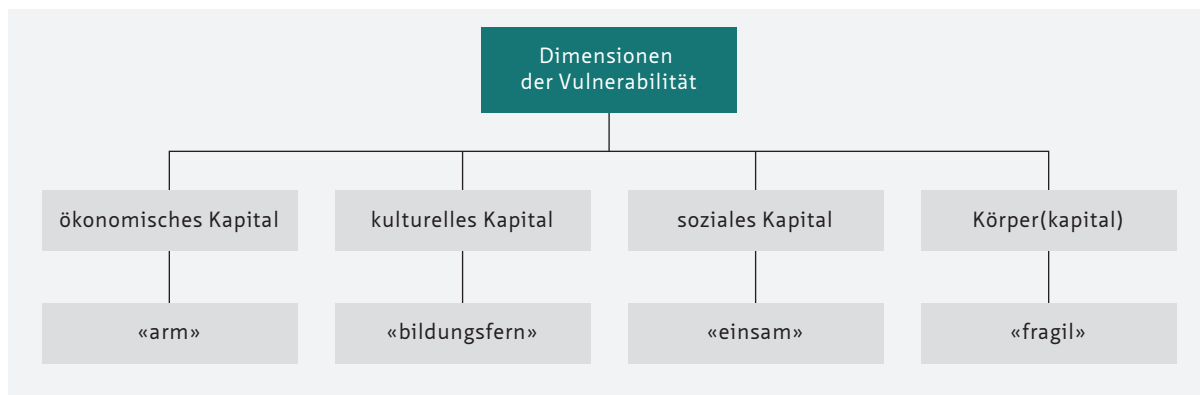 Dimensionen
der Vulnerabilität
ökonomisches Kapital
kulturelles Kapital
soziales Kapital
Körper(kapital)
«arm»
«bildungsfern»
«einsam»
«fragil»